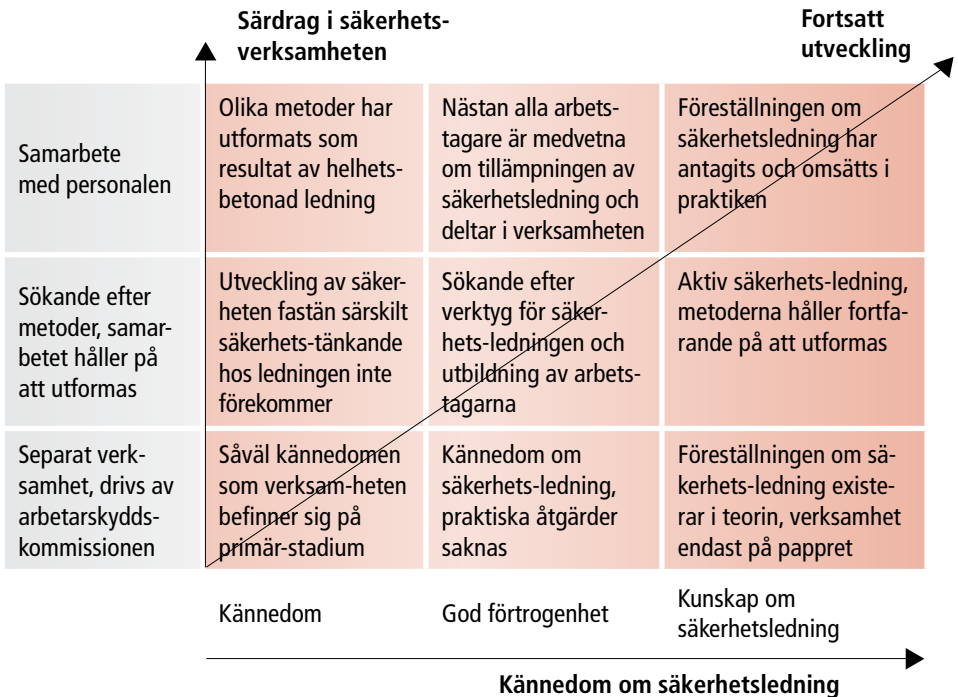 Särdrag i säkerhets-
verksamheten
Fortsatt
utveckling
Samarbete
med personalen
Olika metoder har
utformats som
resultat av helhets-
betonad ledning
Nästan alla arbets-
tagare är medvetna
om tillämpningen av
säkerhetsledning och
deltar i verksamheten
Föreställningen om
säkerhetsledning har
antagits och omsätts i
praktiken
Sökande efter
metoder, samar-
betet håller på
att utformas
Utveckling av säker-
heten fastän särskilt
säkerhets-tänkande
hos ledningen inte
förekommer
Sökande efter
verktyg för säker-
hets-ledningen och
utbildning av arbets-
tagarna
Aktiv säkerhets-ledning,
metoderna håller fortfa-
rande på att utformas
Separat verk-
samhet, drivs av
arbetarskydds-
kommissionen
Såväl kännedomen
som verksam-heten
befinner sig på
primär-stadium
Kännedom om
säkerhets-ledning,
praktiska åtgärder
saknas
Föreställningen om sä-
kerhets-ledning existe-
rar i teorin, verksamhet
endast på pappret
Kännedom
God förtrogenhet
Kunskap om
säkerhetsledning
Kännedom om säkerhetsledning